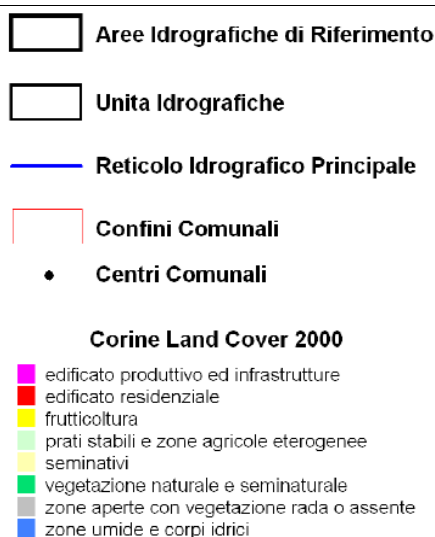 Aree Idrografiche di Riferimento
Unita Idrografiche
Reticolo Idrografico Principale
Confini Comunali
Centri Comunali
Corine Land Cover 2000
edificato produttivo ed infrastrutture
edificato residenziale
frutticoltura
prati stabili e zone agricole eterogenee
seminativi
vegetazione naturale e seminaturale
zone aperte con vegetazione rada o assente
zone umide e corpi idrici